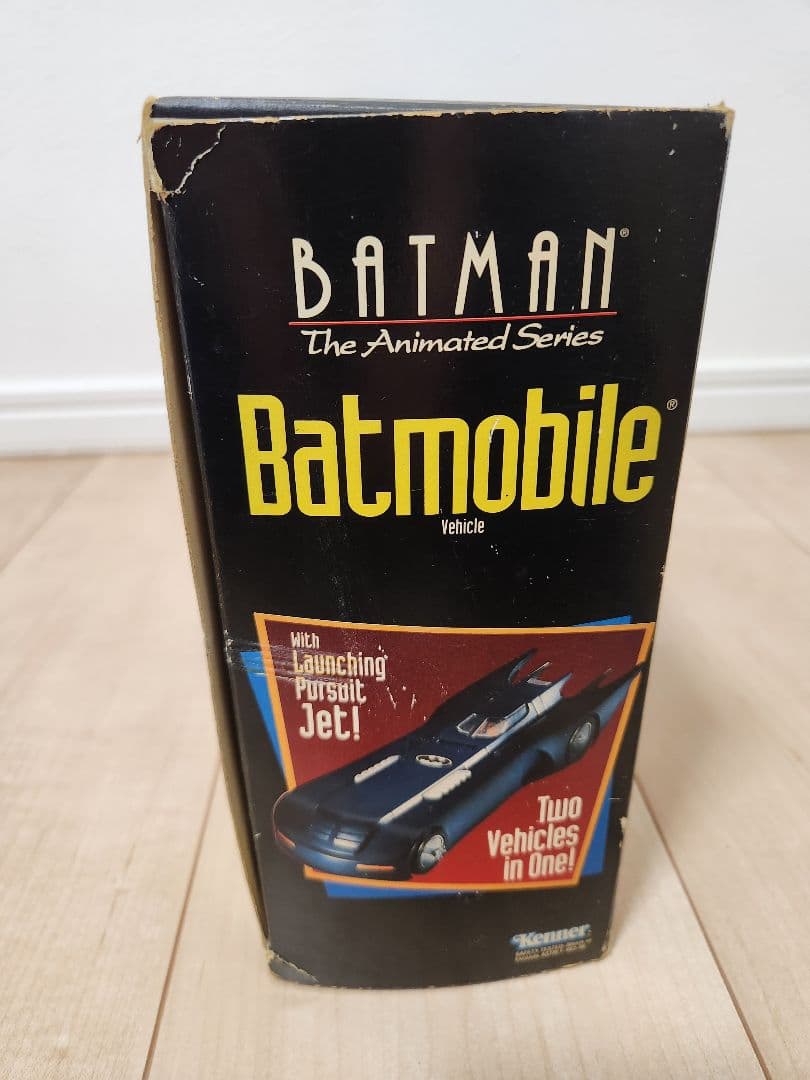 BATMAN®
The Animated Series
Batmobile®
Vehicle
With
Launching
Pursuit
Jet!
Two
Vehicles
in One!
Kenner